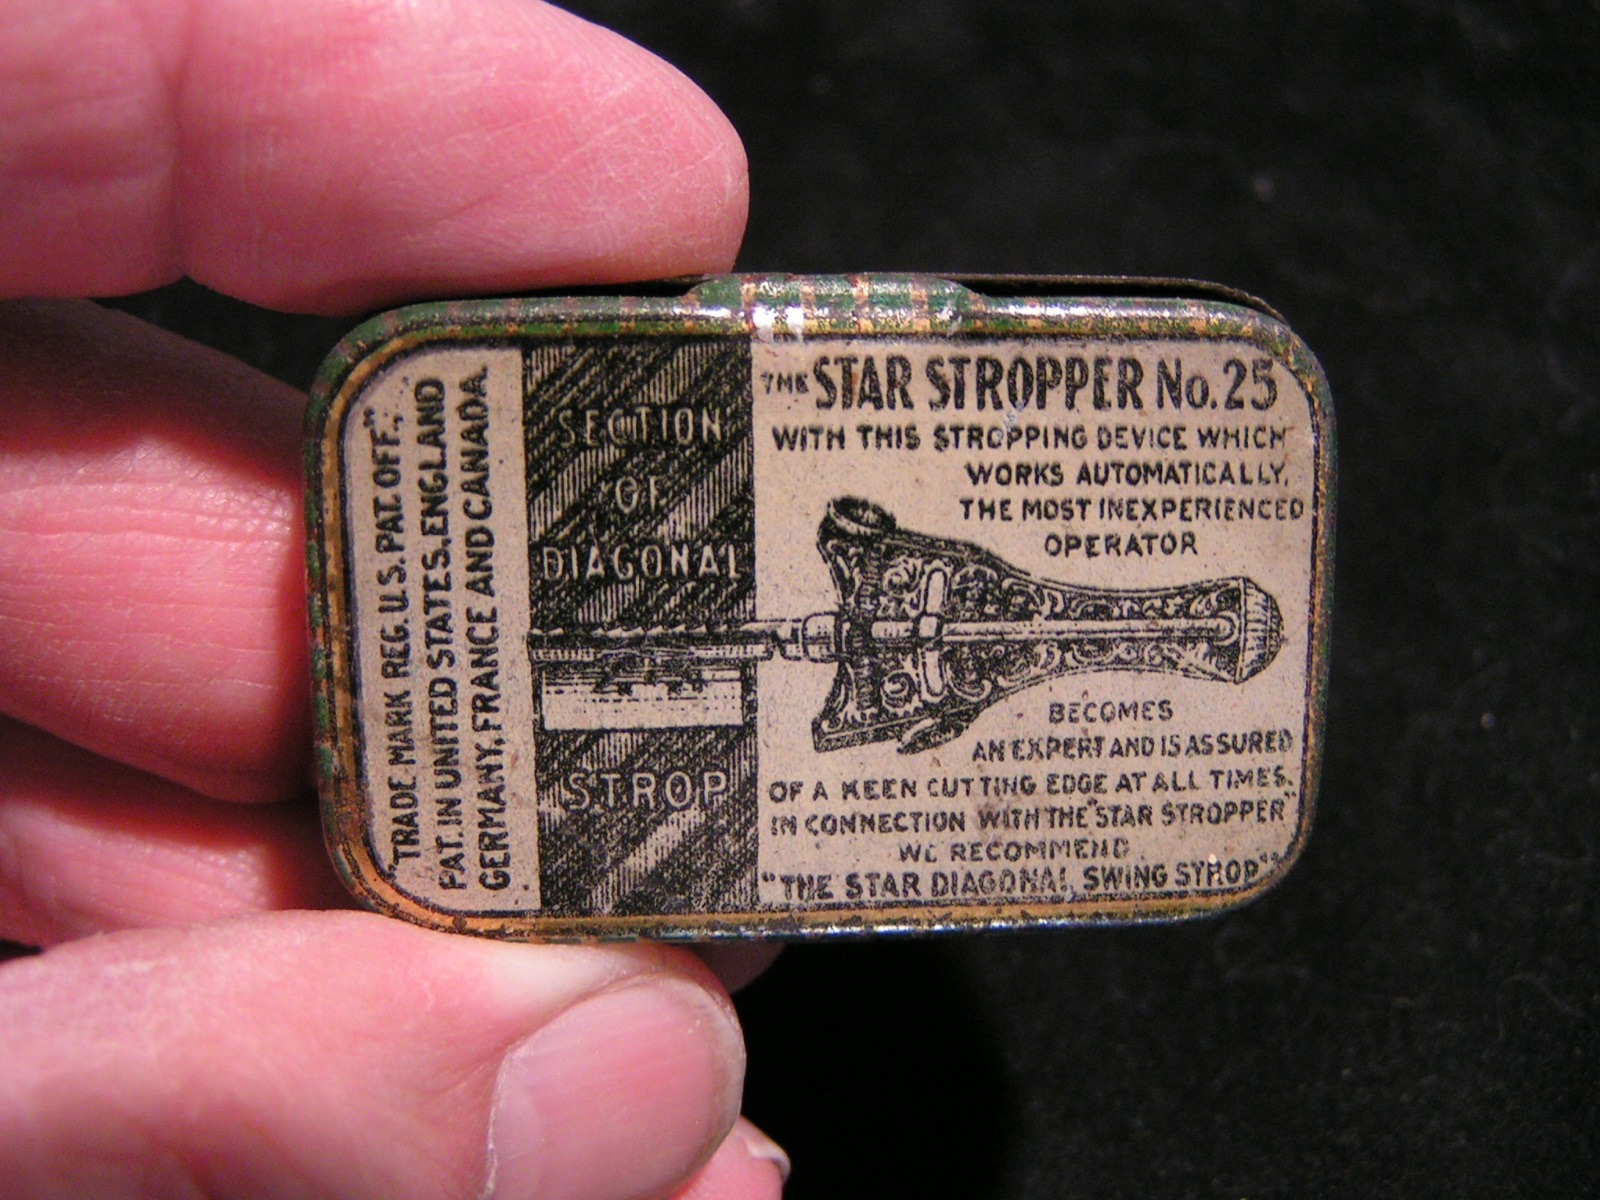 "TRADE MARK REG. U.S. PAT. OFF.,"
PAT. IN UNITED STATES, ENGLAND
GERMANY, FRANCE AND CANADA.
SECTION
OF
DIAGONAL
STROP
THE STAR STROPPER No. 25
WITH THIS STROPPING DEVICE WHICH
WORKS AUTOMATICALLY,
THE MOST INEXPERIENCED
OPERATOR
BECOMES
AN EXPERT AND IS ASSURED
OF A KEEN CUTTING EDGE AT ALL TIMES.
IN CONNECTION WITH THE "STAR STROPPER"
WE RECOMMEND
"THE STAR DIAGONAL SWING STROP"